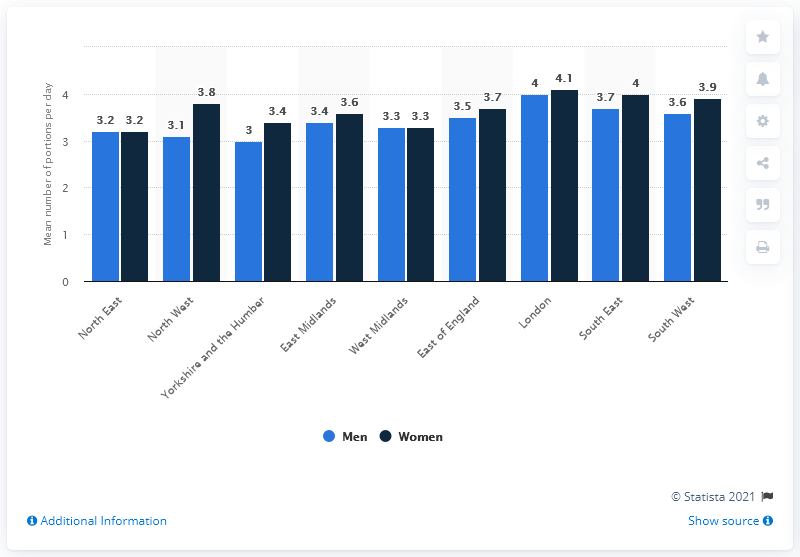 Mean number of portions per day
4
3
2
1
0
3.2 3.2 3.1 3.8 3 3.4 3.4 3.6 3.3 3.3 3.5 3.7 4 4.1 3.7 4 3.6 3.9
North East
North West
Yorkshire and the Humber
East Midlands
West Midlands
East of England
London
South East
South West
Men Women
© Statista 2021
Additional Information Show source